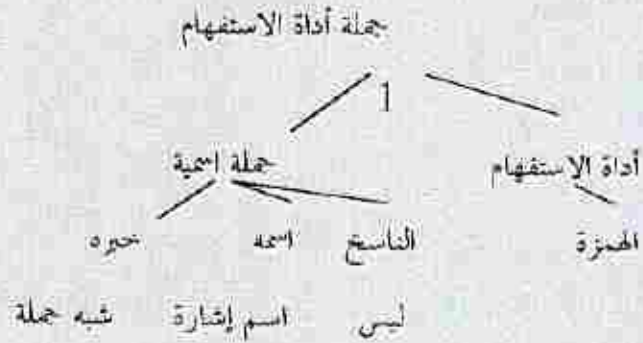 جملة أداة الاستفهام
1
أداة الاستفهام جملة اسمية
الهمزة الناسخ اسمه خبره
ليس اسم إشارة شبه جملة